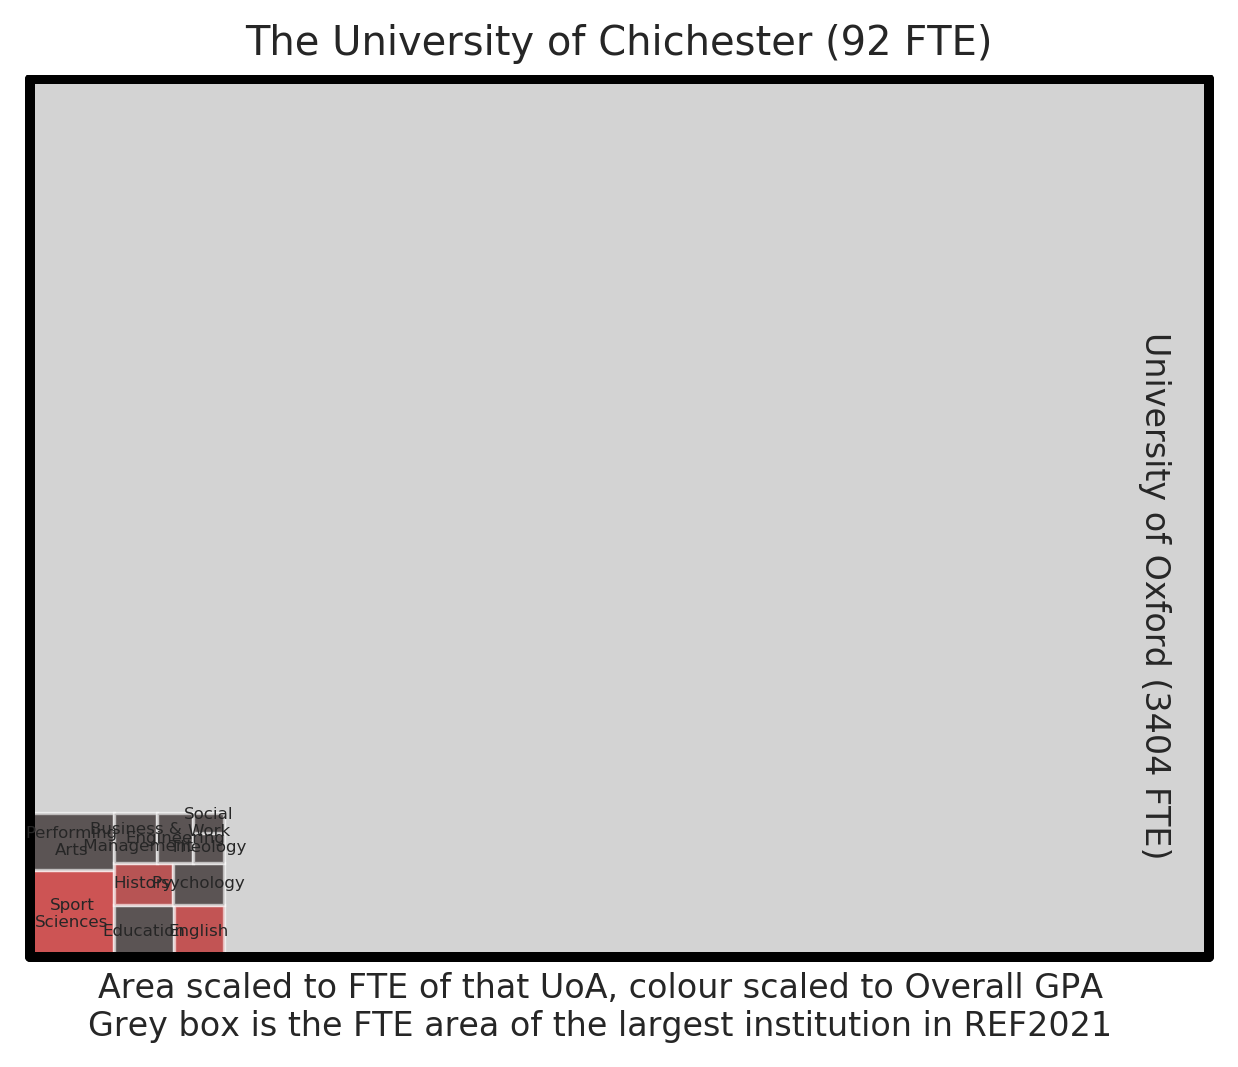 The University of Chichester (92 FTE)
University of Oxford (3404 FTE)
Performing
Arts
Business &
Management
Engineering
Social
Work
Theology
History
Psychology
Sport
Sciences
Education
English
Area scaled to FTE of that UoA, colour scaled to Overall GPA
Grey box is the FTE area of the largest institution in REF2021